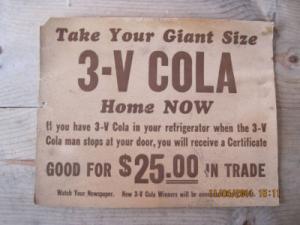 Take Your Giant Size
3-V COLA
Home NOW
If you have 3-V Cola in your refrigerator when the 3-V
Cola man stops at your door, you will receive a Certificate
GOOD FOR $25.00 IN TRADE
Watch Your Newspaper. New 3-V Cola Winners will be